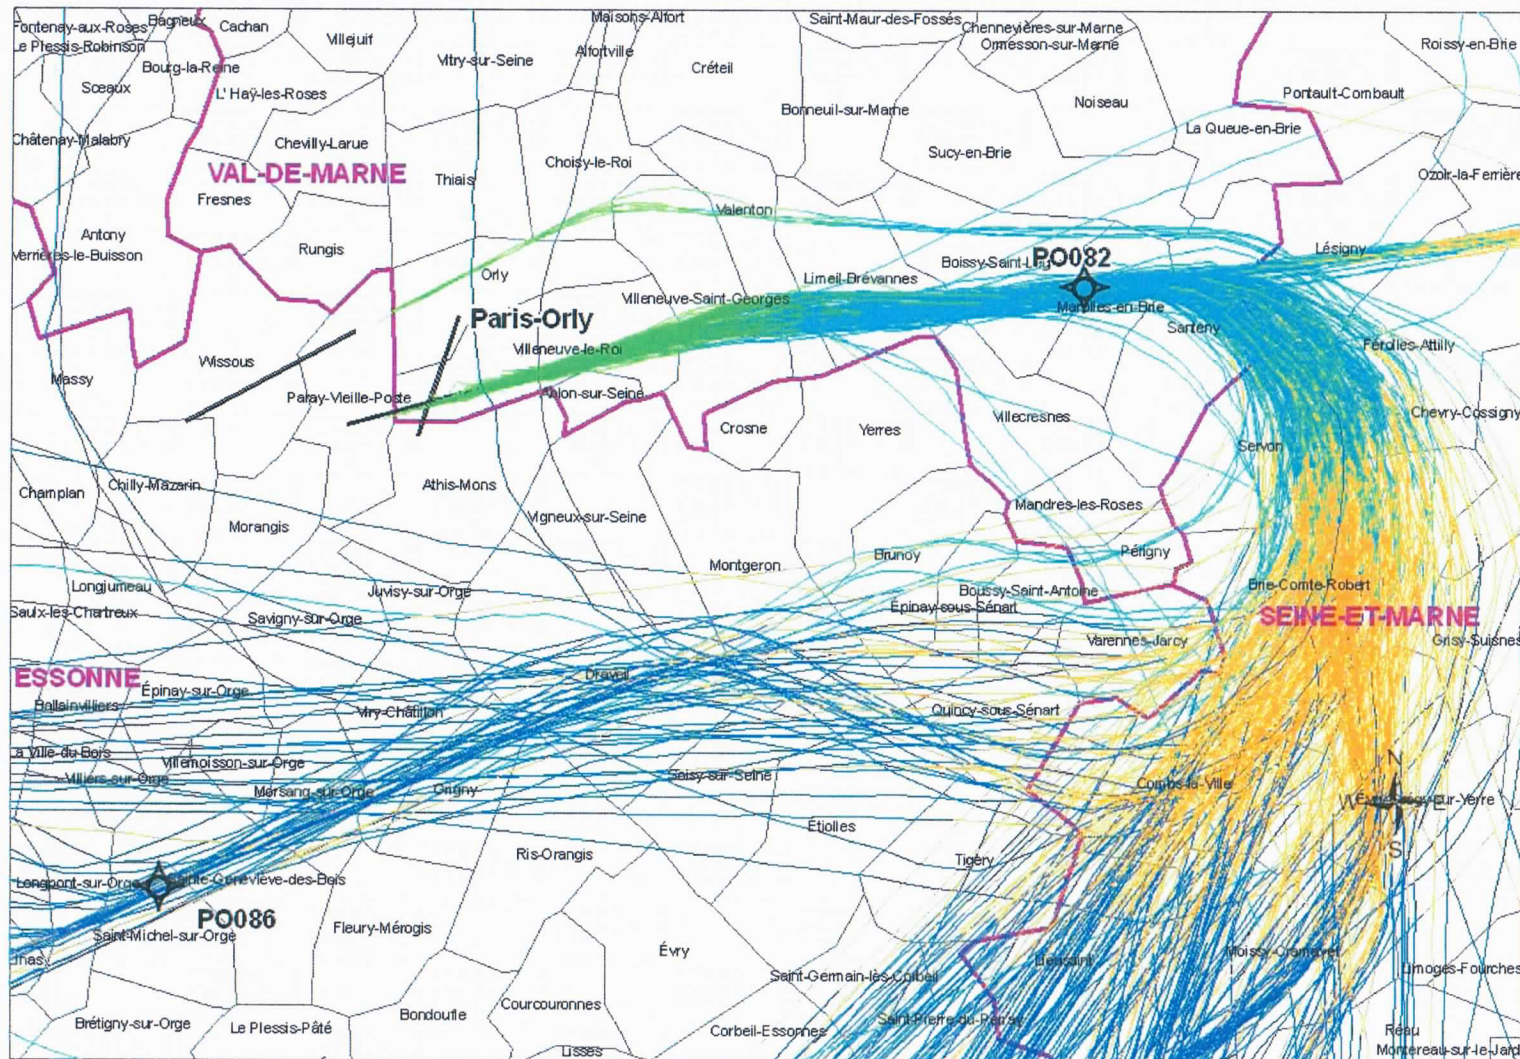 Fontenay-aux-Roses
Bagneux
Cachan
Villejuif
Maisons-Alfort
Saint-Maur-des-Fossés
Chennevières-sur-Marne
Le Plessis-Robinson
Bourg-la-Reine
Vitry-sur-Seine
Alfortville
Créteil
Ormesson-sur-Marne
Roissy-en-Brie
Sceaux
L' Haÿ-les-Roses
Bonneuil-sur-Marne
Noiseau
Pontault-Combault
Châtenay-Malabry
Chevilly-Larue
La Queue-en-Brie
VAL-DE-MARNE
Thiais
Choisy-le-Roi
Sucy-en-Brie
Ozoir-la-Ferrière
Fresnes
Valenton
Antony
Rungis
Verrières-le-Buisson
Orly
Lésigny
PO082
Limeil-Brévannes
Villeneuve-Saint-Georges
Marolles-en-Brie
Paris-Orly
Santeny
Villeneuve-le-Roi
Férolles-Attilly
Wissous
Massy
Paray-Vieille-Poste
Ablon-sur-Seine
Crosne
Yerres
Villecresnes
Chevry-Cossigny
Servon
Champlan
Chilly-Mazarin
Athis-Mons
Morangis
Vigneux-sur-Seine
Mandres-les-Roses
Montgeron
Brunoy
Périgny
Longjumeau
Juvisy-sur-Orge
Boussy-Saint-Antoine
Brie-Comte-Robert
Saulx-les-Chartreux
Savigny-sur-Orge
Épinay-sous-Sénart
SEINE-ET-MARNE
Varennes-Jarcy
Grisy-Suisnes
ESSONNE
Draveil
Épinay-sur-Orge
Ballainvilliers
Viry-Châtillon
Quincy-sous-Sénart
La Ville-du-Bois
Villemoisson-sur-Orge
Villiers-sur-Orge
Soisy-sur-Seine
N
Morsang-sur-Orge
Grigny
Combs-la-Ville
W
E
Étiolles
Ris-Orangis
Tigéry
S
Longpont-sur-Orge
Sainte-Geneviève-des-Bois
PO086
Saint-Michel-sur-Orge
Fleury-Mérogis
Évry
Lieusaint
Moissy-Cramayel
Limoges-Fourches
Saint-Germain-lès-Corbeil
Courcouronnes
Brétigny-sur-Orge
Le Plessis-Pâté
Bondoufle
Corbeil-Essonnes
Saint-Pierre-du-Perray
Réau
Lisses
Montereau-sur-le-Jard